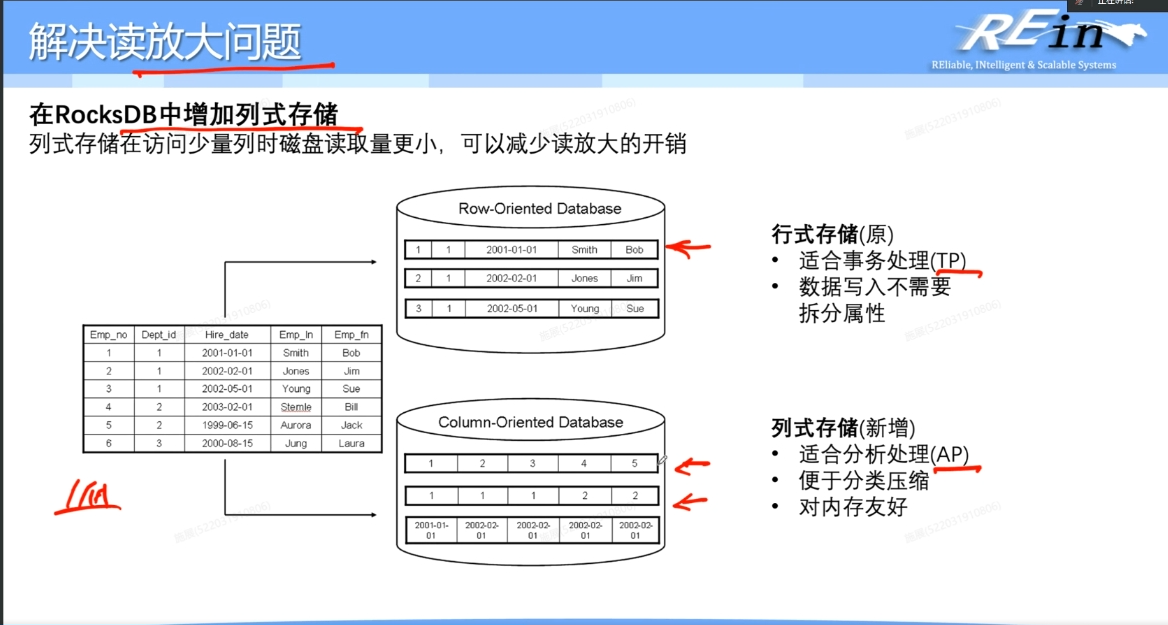 正在讲话:
解决读放大问题
REin
REliable, INtelligent & Scalable Systems
在RocksDB中增加列式存储
列式存储在访问少量列时磁盘读取量更小，可以减少读放大的开销
Row-Oriented Database
1 1 2001-01-01 Smith Bob
2 1 2002-02-01 Jones Jim
3 1 2002-05-01 Young Sue
行式存储(原)
• 适合事务处理(TP)
• 数据写入不需要
拆分属性
Emp_no Dept_id Hire_date Emp_ln Emp_fn
1 1 2001-01-01 Smith Bob
2 1 2002-02-01 Jones Jim
3 1 2002-05-01 Young Sue
4 2 2003-02-01 Stemle Bill
5 2 1999-06-15 Aurora Jack
6 3 2000-08-15 Jung Laura
Column-Oriented Database
1 2 3 4 5
1 1 1 2 2
2001-01- 2002-02- 2002-02- 2002-02- 2002-02-
01 01 01 01 01
列式存储(新增)
• 适合分析处理(AP)
• 便于分类压缩
• 对内存友好
(522031910806)